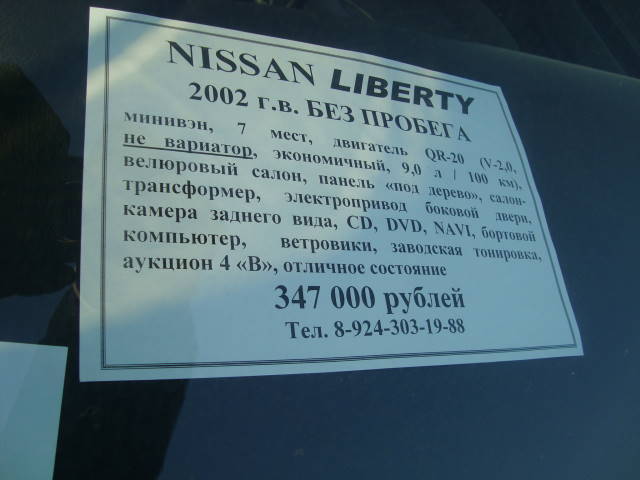 NISSAN LIBERTY
2002 г.в. БЕЗ ПРОБЕГА
минивэн, 7 мест, двигатель QR-20 (V-2,0,
не вариатор, экономичный, 9,0 л / 100 км),
велюровый салон, панель «под дерево», салон-
трансформер, электропривод боковой двери,
камера заднего вида, CD, DVD, NAVI, бортовой
компьютер, ветровики, заводская тонировка,
аукцион 4 «В», отличное состояние
347 000 рублей
Тел. 8-924-303-19-88